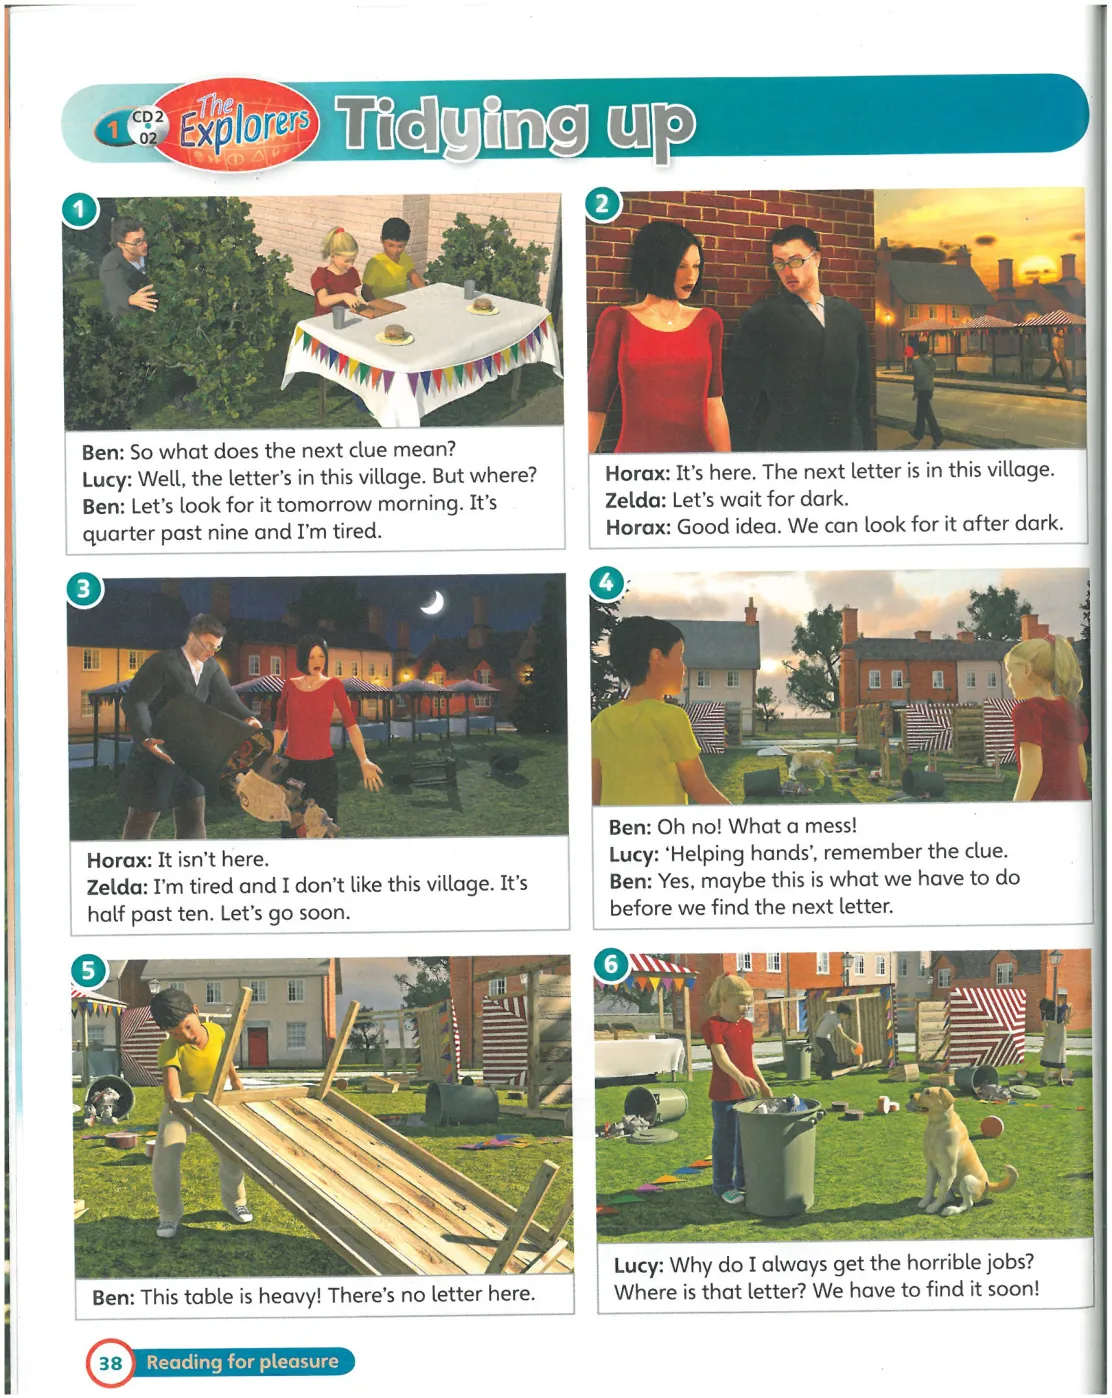 1
CD2
02
The
Explorers
Tidying up
1
Ben: So what does the next clue mean?
Lucy: Well, the letter's in this village. But where?
Ben: Let's look for it tomorrow morning. It's
quarter past nine and I'm tired.
2
Horax: It's here. The next letter is in this village.
Zelda: Let's wait for dark.
Horax: Good idea. We can look for it after dark.
3
Horax: It isn't here.
Zelda: I'm tired and I don't like this village. It's
half past ten. Let's go soon.
4
Ben: Oh no! What a mess!
Lucy: 'Helping hands', remember the clue.
Ben: Yes, maybe this is what we have to do
before we find the next letter.
5
Ben: This table is heavy! There's no letter here.
6
Lucy: Why do I always get the horrible jobs?
Where is that letter? We have to find it soon!
38
Reading for pleasure